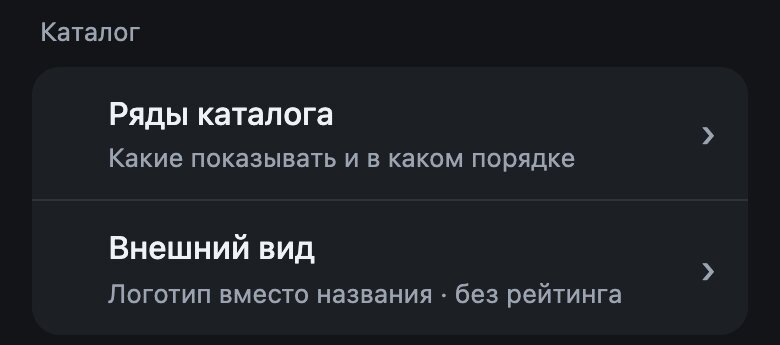 Каталог
Ряды каталога
Какие показывать и в каком порядке
Внешний вид
Логотип вместо названия · без рейтинга